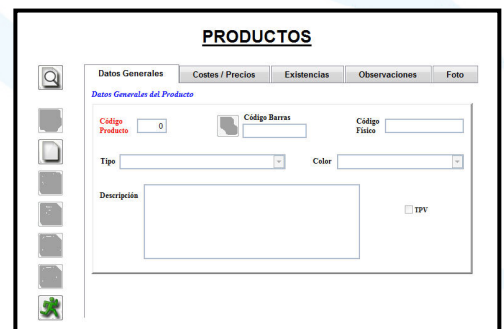 PRODUCTOS
Datos Generales Costes / Precios Existencias Observaciones Foto
Datos Generales del Producto
Código Producto 0 Código Barras Código Físico
Tipo Color
Descripción TPV